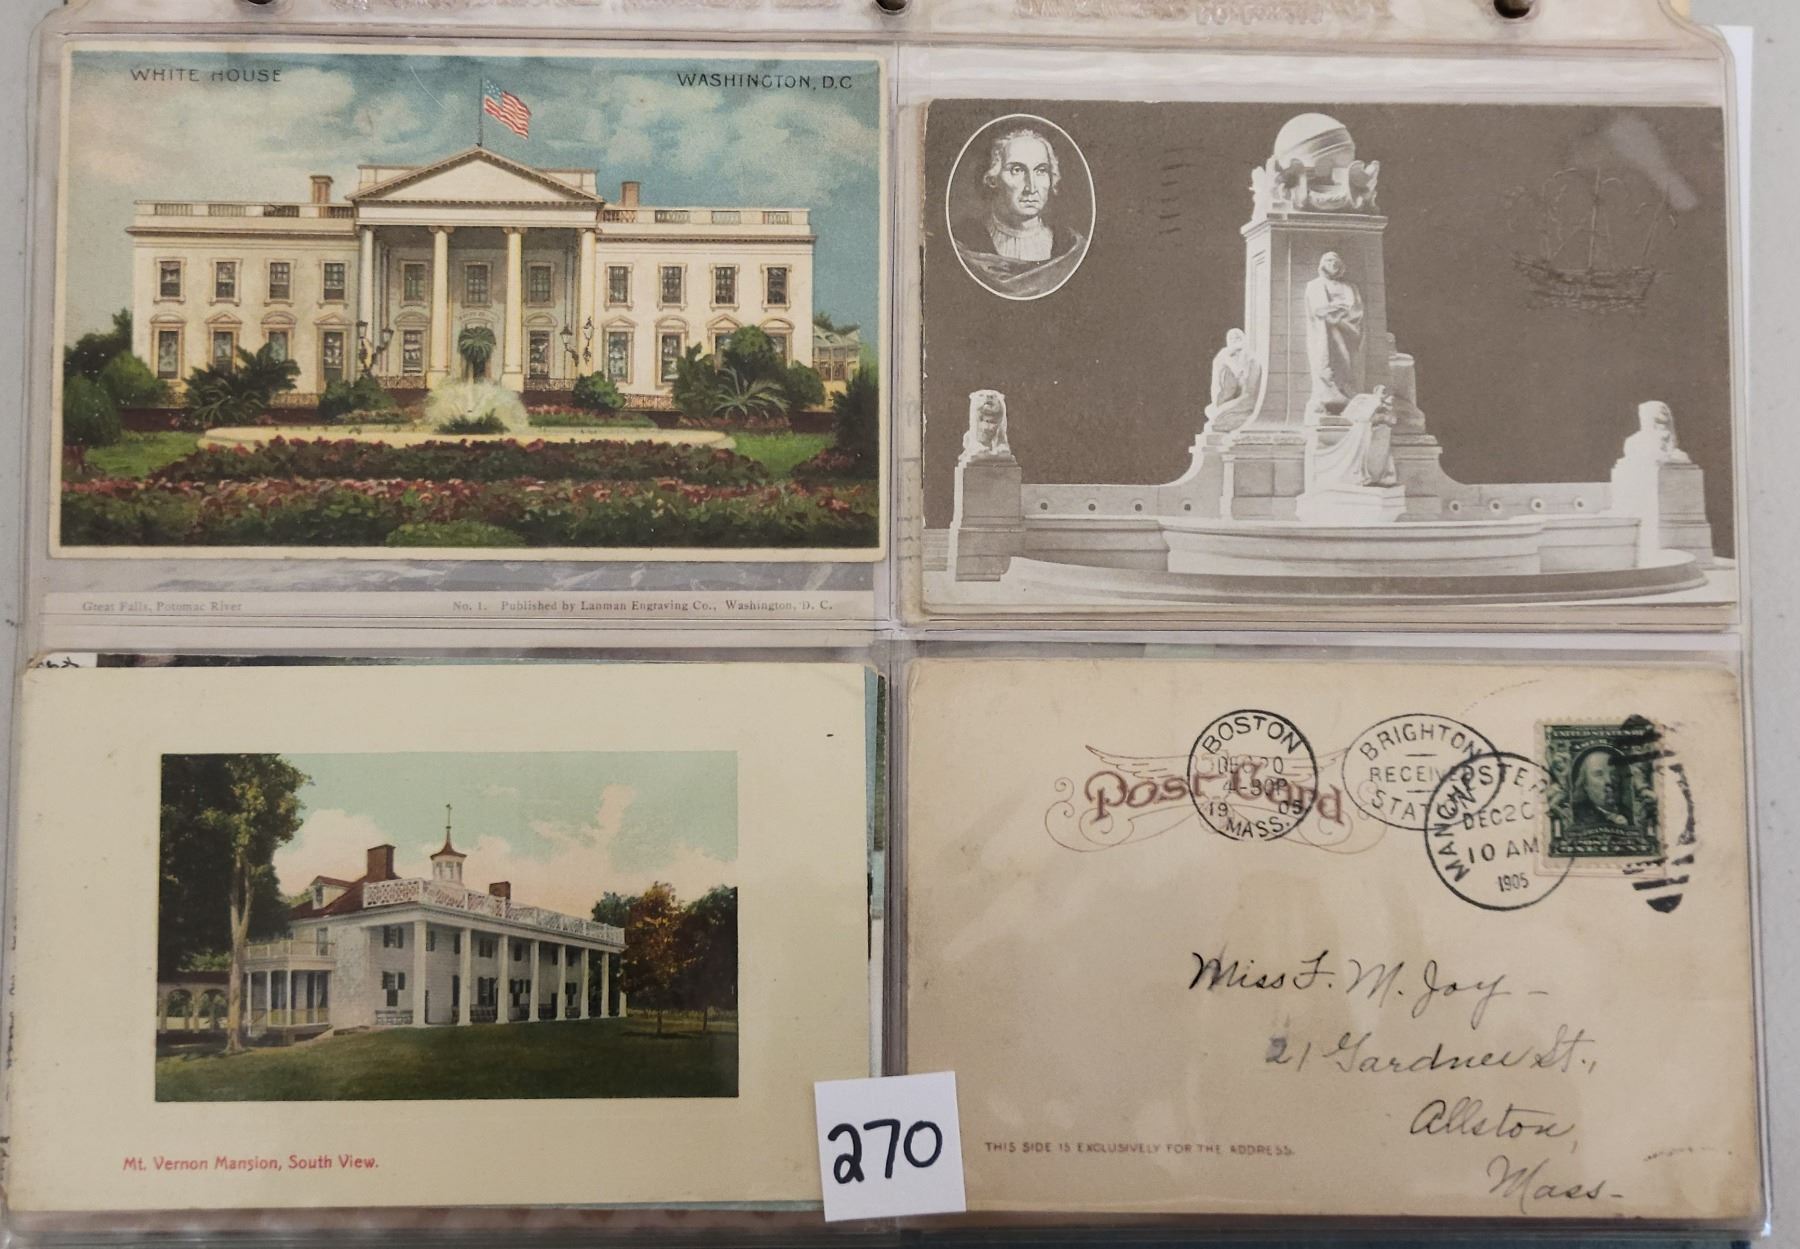 WHITE HOUSE
WASHINGTON, D.C
Great Falls, Potomac River
No. 1. Published by Lanman Engraving Co., Washington, D. C.
Mt. Vernon Mansion, South View.
270
Post Card
BOSTON
DEC 20
4-30P
1905
MASS.
BRIGHTON
RECEIVED
STA
MANCHESTER
DEC 20
10 AM
1905
Miss F. M. Joy -
21 Gardner St.,
Allston,
Mass-
THIS SIDE IS EXCLUSIVELY FOR THE ADDRESS.